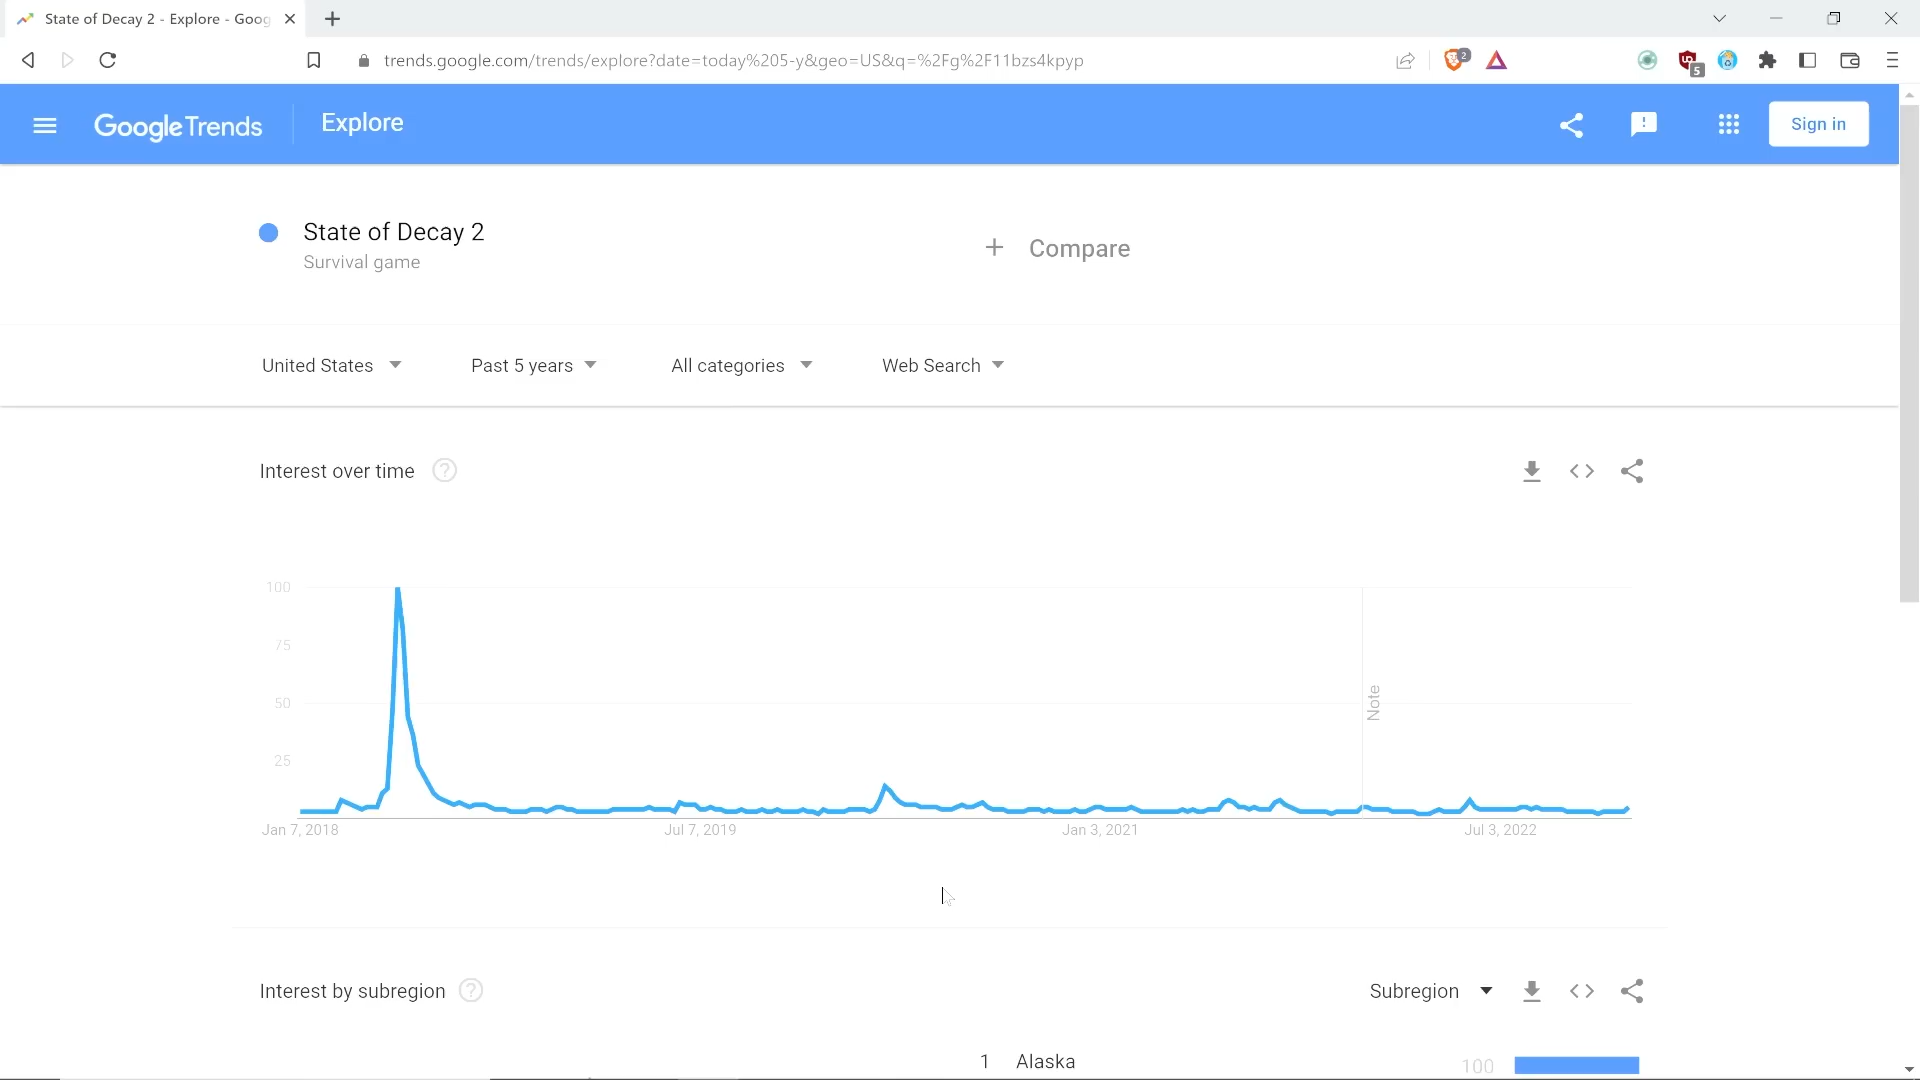 State of Decay 2 - Explore - Goog
trends.google.com/trends/explore?date=today%205-y&geo=US&q=%2Fg%2F11bzs4kpyp
2
5
Google Trends
Explore
Sign in
State of Decay 2
Survival game
+ Compare
United States
Past 5 years
All categories
Web Search
Interest over time
100
75
50
25
Note
Jan 7, 2018
Jul 7, 2019
Jan 3, 2021
Jul 3, 2022
Interest by subregion
Subregion
1 Alaska
100